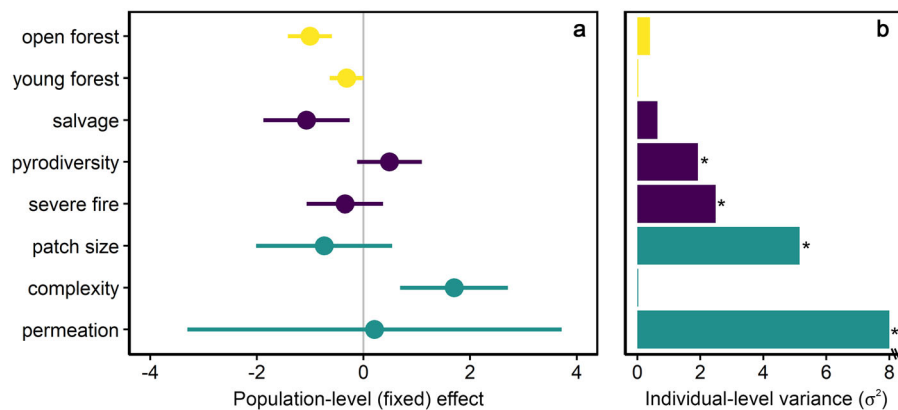 a
b
open forest
young forest
salvage
pyrodiversity
*
severe fire
*
patch size
*
complexity
permeation
*
-4 -2 0 2 4
0 2 4 6 8
Population-level (fixed) effect
Individual-level variance (σ²)